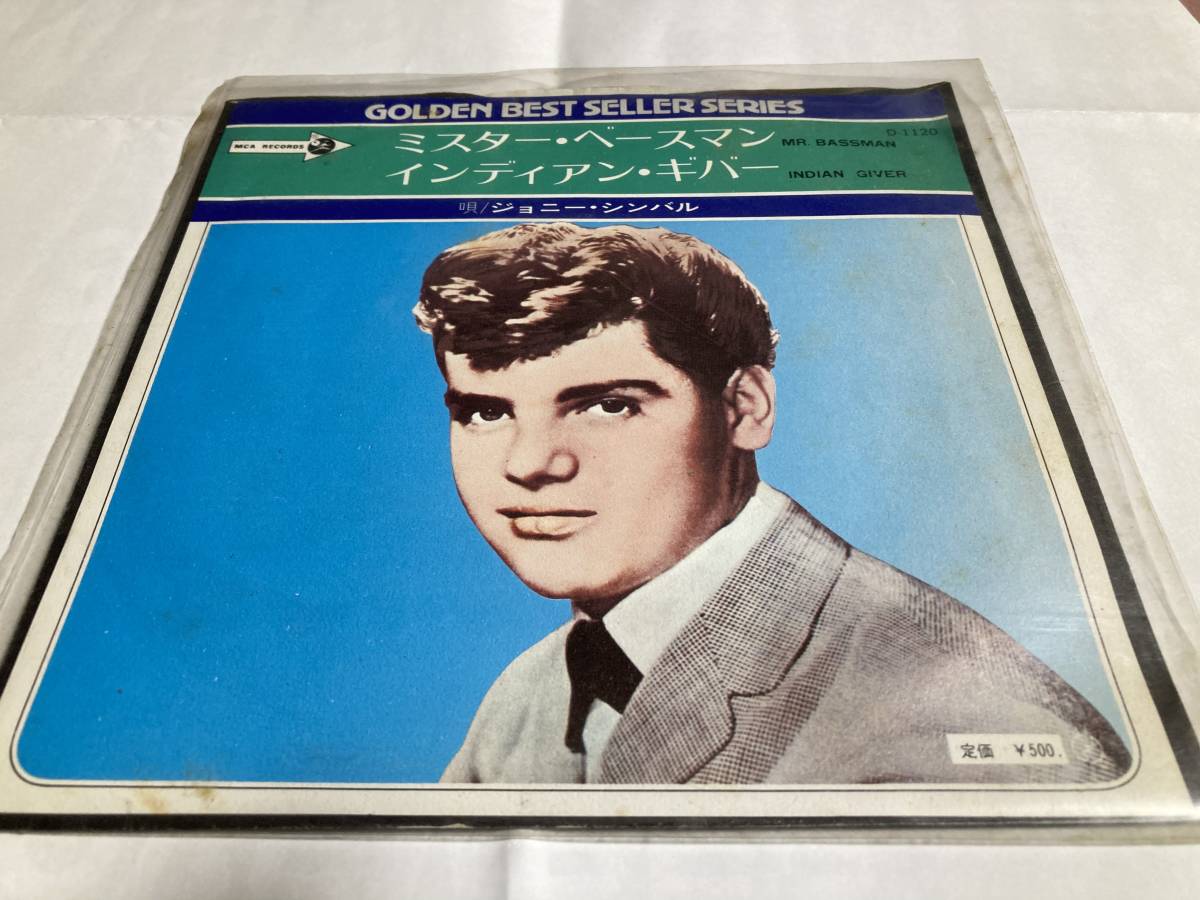 GOLDEN BEST SELLER SERIES
MCA RECORDS
D-1120
ミスター・ベースマン MR. BASSMAN
インディアン・ギバー INDIAN GIVER
唄/ジョニー・シンバル
定価 ¥500.